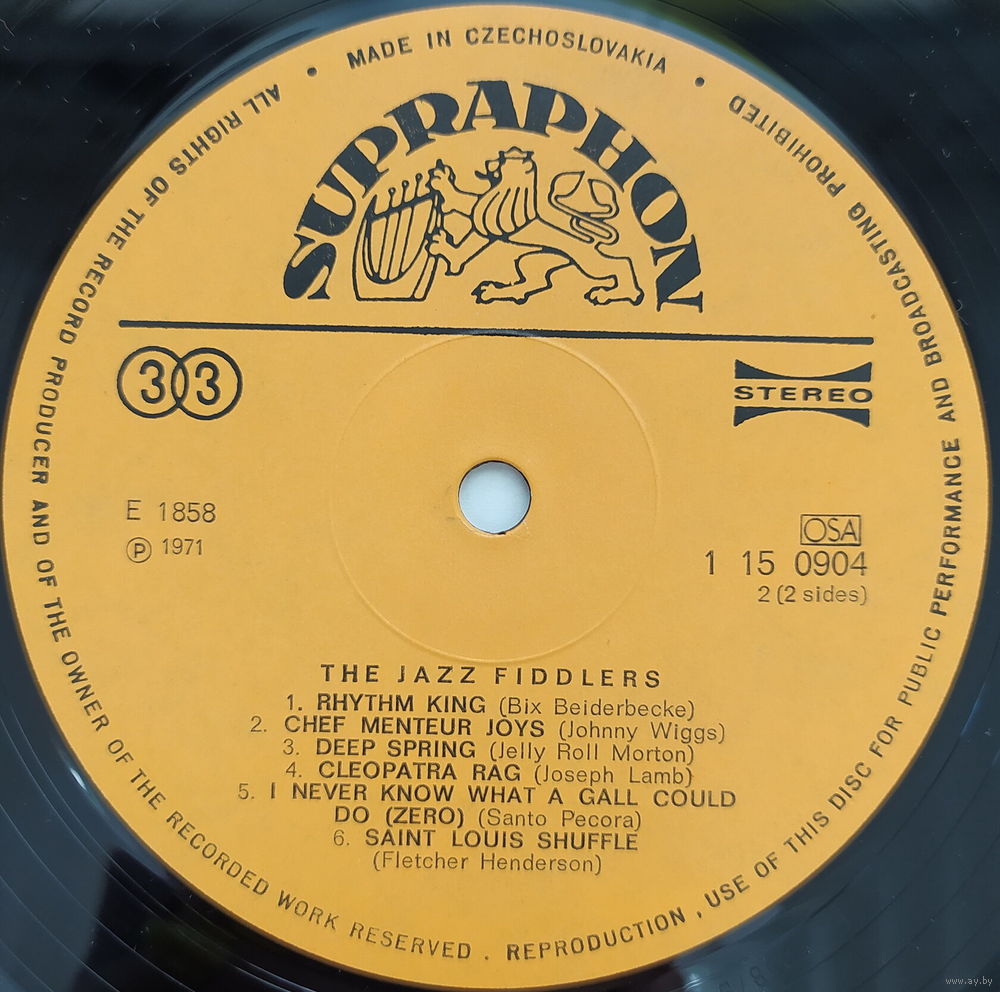 MADE IN CZECHOSLOVAKIA
ALL RIGHTS OF THE RECORD PRODUCER AND OF THE OWNER OF THE RECORDED WORK RESERVED . REPRODUCTION , USE OF THIS DISC FOR PUBLIC PERFORMANCE AND BROADCASTING PROHIBITED
SUPRAPHON
33
STEREO
E 1858
Ⓟ 1971
OSA
1 15 0904
2 (2 sides)
THE JAZZ FIDDLERS
1. RHYTHM KING (Bix Beiderbecke)
2. CHEF MENTEUR JOYS (Johnny Wiggs)
3. DEEP SPRING (Jelly Roll Morton)
4. CLEOPATRA RAG (Joseph Lamb)
5. I NEVER KNOW WHAT A GALL COULD
DO (ZERO) (Santo Pecora)
6. SAINT LOUIS SHUFFLE
(Fletcher Henderson)
www.ay.by